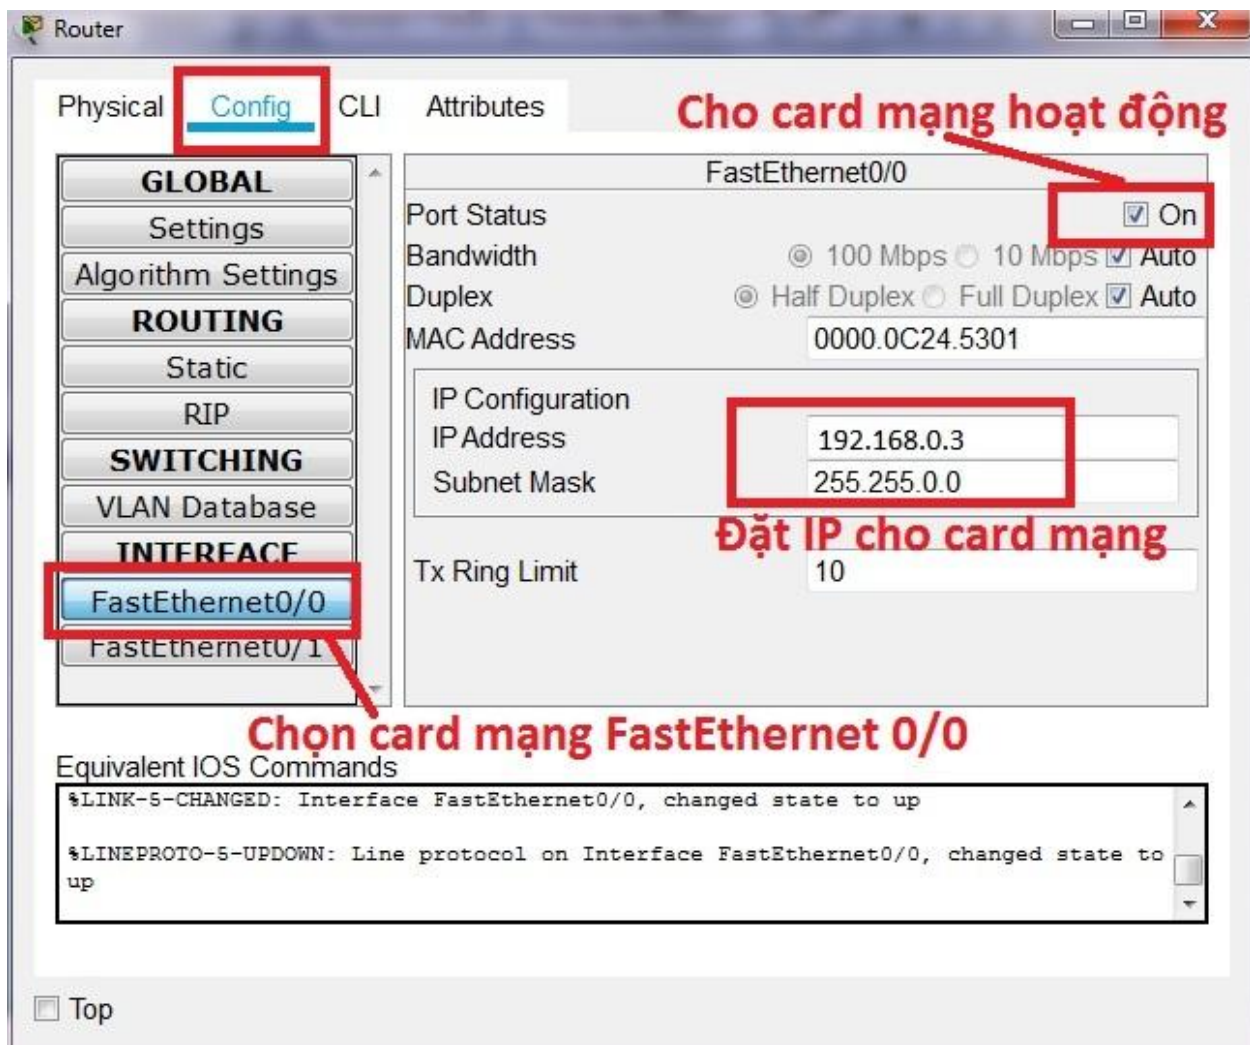 Router
Physical Config CLI Attributes
Cho card mạng hoạt động
GLOBAL
Settings
Algorithm Settings
ROUTING
Static
RIP
SWITCHING
VLAN Database
INTERFACE
FastEthernet0/0
FastEthernet0/1
FastEthernet0/0
Port Status On
Bandwidth 100 Mbps 10 Mbps Auto
Duplex Half Duplex Full Duplex Auto
MAC Address 0000.0C24.5301
IP Configuration
IP Address 192.168.0.3
Subnet Mask 255.255.0.0
Đặt IP cho card mạng
Tx Ring Limit 10
Chọn card mạng FastEthernet 0/0
Equivalent IOS Commands
%LINK-5-CHANGED: Interface FastEthernet0/0, changed state to up
%LINEPROTO-5-UPDOWN: Line protocol on Interface FastEthernet0/0, changed state to
up
Top